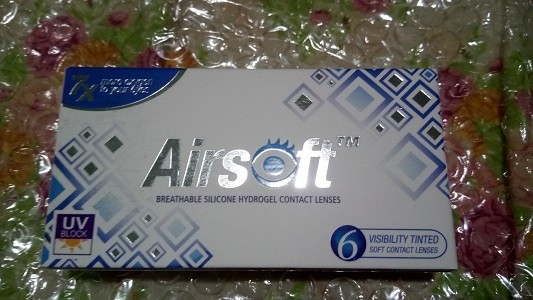 7X more oxygen
to your eyes
Airsoft™
BREATHABLE SILICONE HYDROGEL CONTACT LENSES
UV
BLOCK
6 VISIBILITY TINTED
SOFT CONTACT LENSES